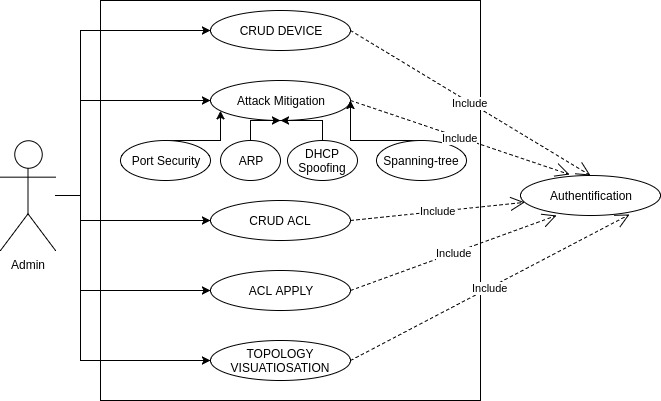 CRUD DEVICE
Include
Attack Mitigation
Include
Port Security
ARP
DHCP
Spoofing
Spanning-tree
Authentification
Include
CRUD ACL
Include
Admin
ACL APPLY
Include
TOPOLOGY
VISUATIOSATION